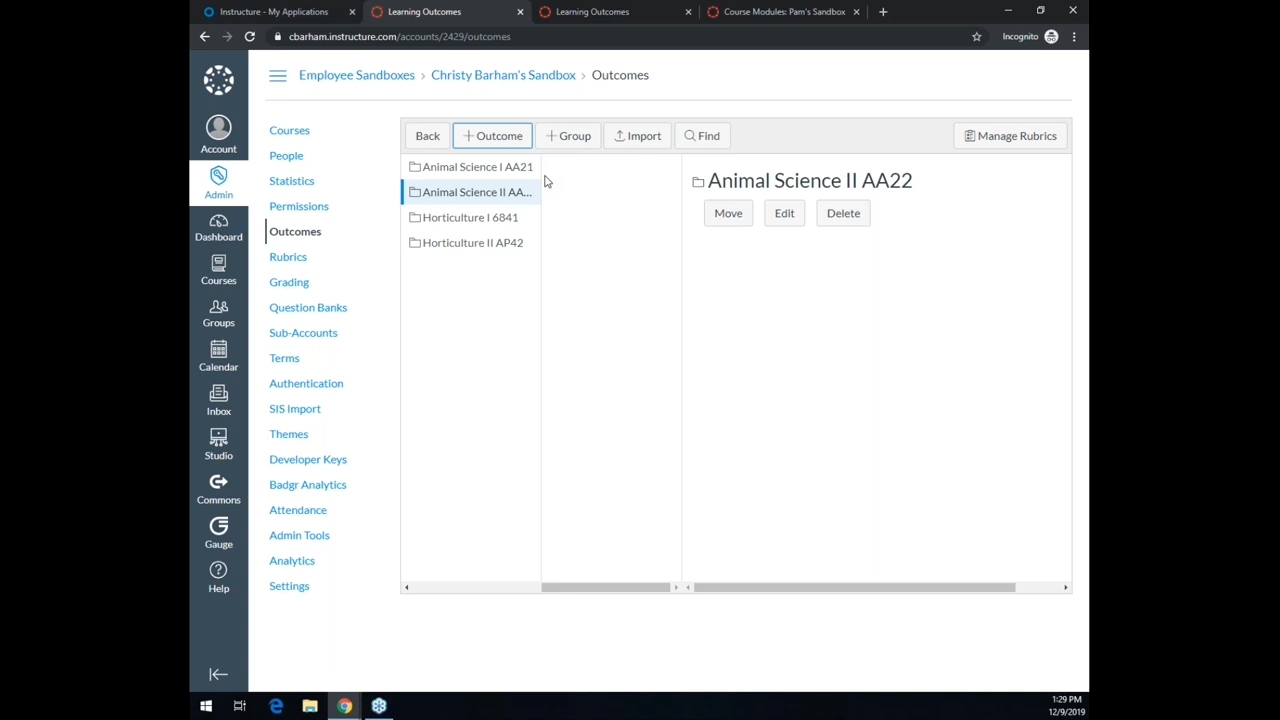 Instructure - My Applications
Learning Outcomes
Learning Outcomes
Course Modules: Pam's Sandbox
cbarham.instructure.com/accounts/2429/outcomes
Incognito
Employee Sandboxes › Christy Barham's Sandbox › Outcomes
Account
Admin
Dashboard
Courses
Groups
Calendar
Inbox
Studio
Commons
Gauge
Help
Courses
People
Statistics
Permissions
Outcomes
Rubrics
Grading
Question Banks
Sub-Accounts
Terms
Authentication
SIS Import
Themes
Developer Keys
Badgr Analytics
Attendance
Admin Tools
Analytics
Settings
Back
Outcome
Group
Import
Find
Manage Rubrics
Animal Science I AA21
Animal Science II AA...
Horticulture I 6841
Horticulture II AP42
Animal Science II AA22
Move
Edit
Delete
1:29 PM
12/9/2019